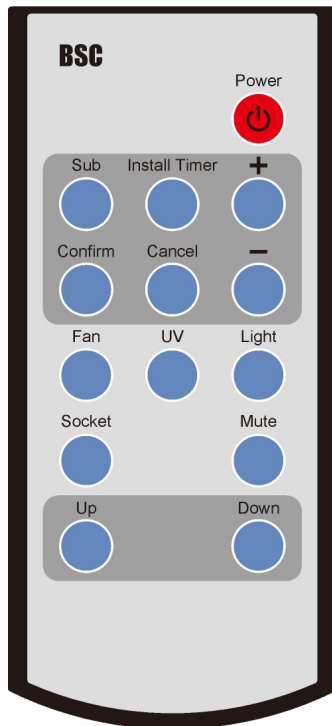 BSC
Power
Sub Install Timer +
Confirm Cancel −
Fan UV Light
Socket Mute
Up Down